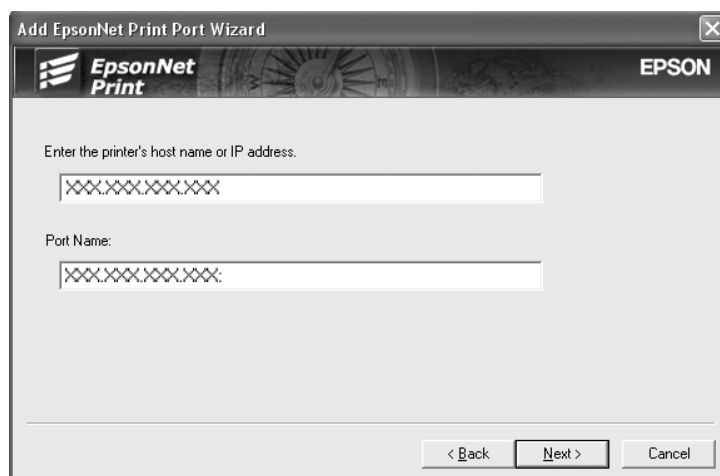 Add EpsonNet Print Port Wizard
EpsonNet
Print
EPSON
Enter the printer's host name or IP address.
XXX.XXX.XXX.XXX
Port Name:
XXX.XXX.XXX.XXX:
< Back
Next >
Cancel